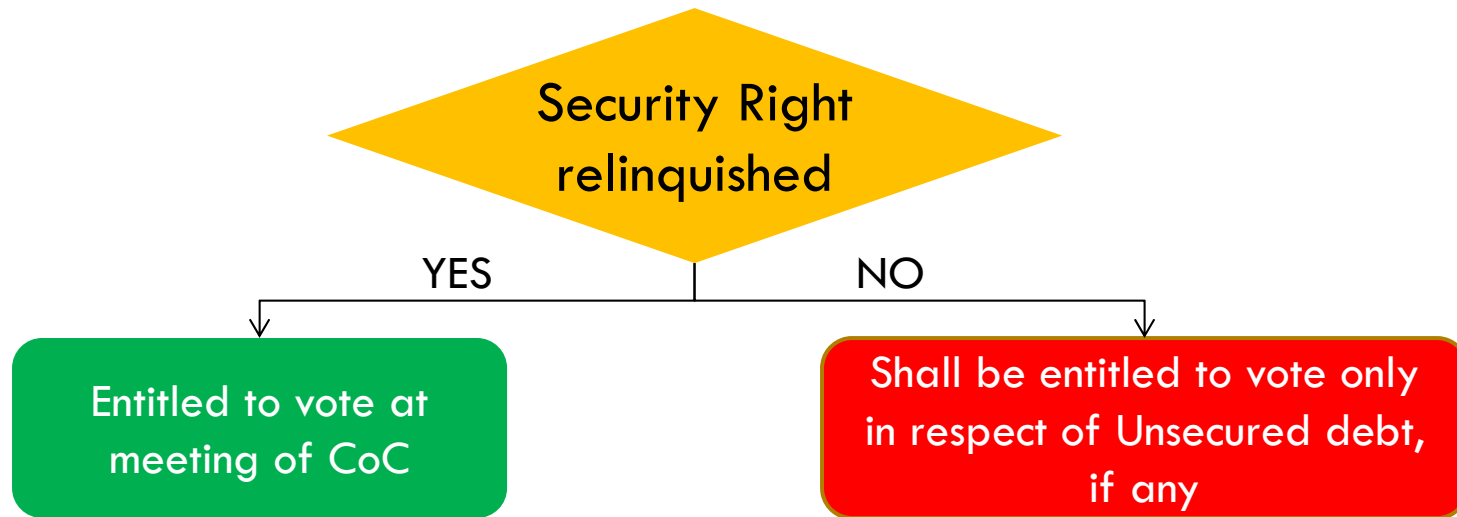 Security Right
relinquished
YES
NO
Entitled to vote at
meeting of CoC
Shall be entitled to vote only
in respect of Unsecured debt,
if any